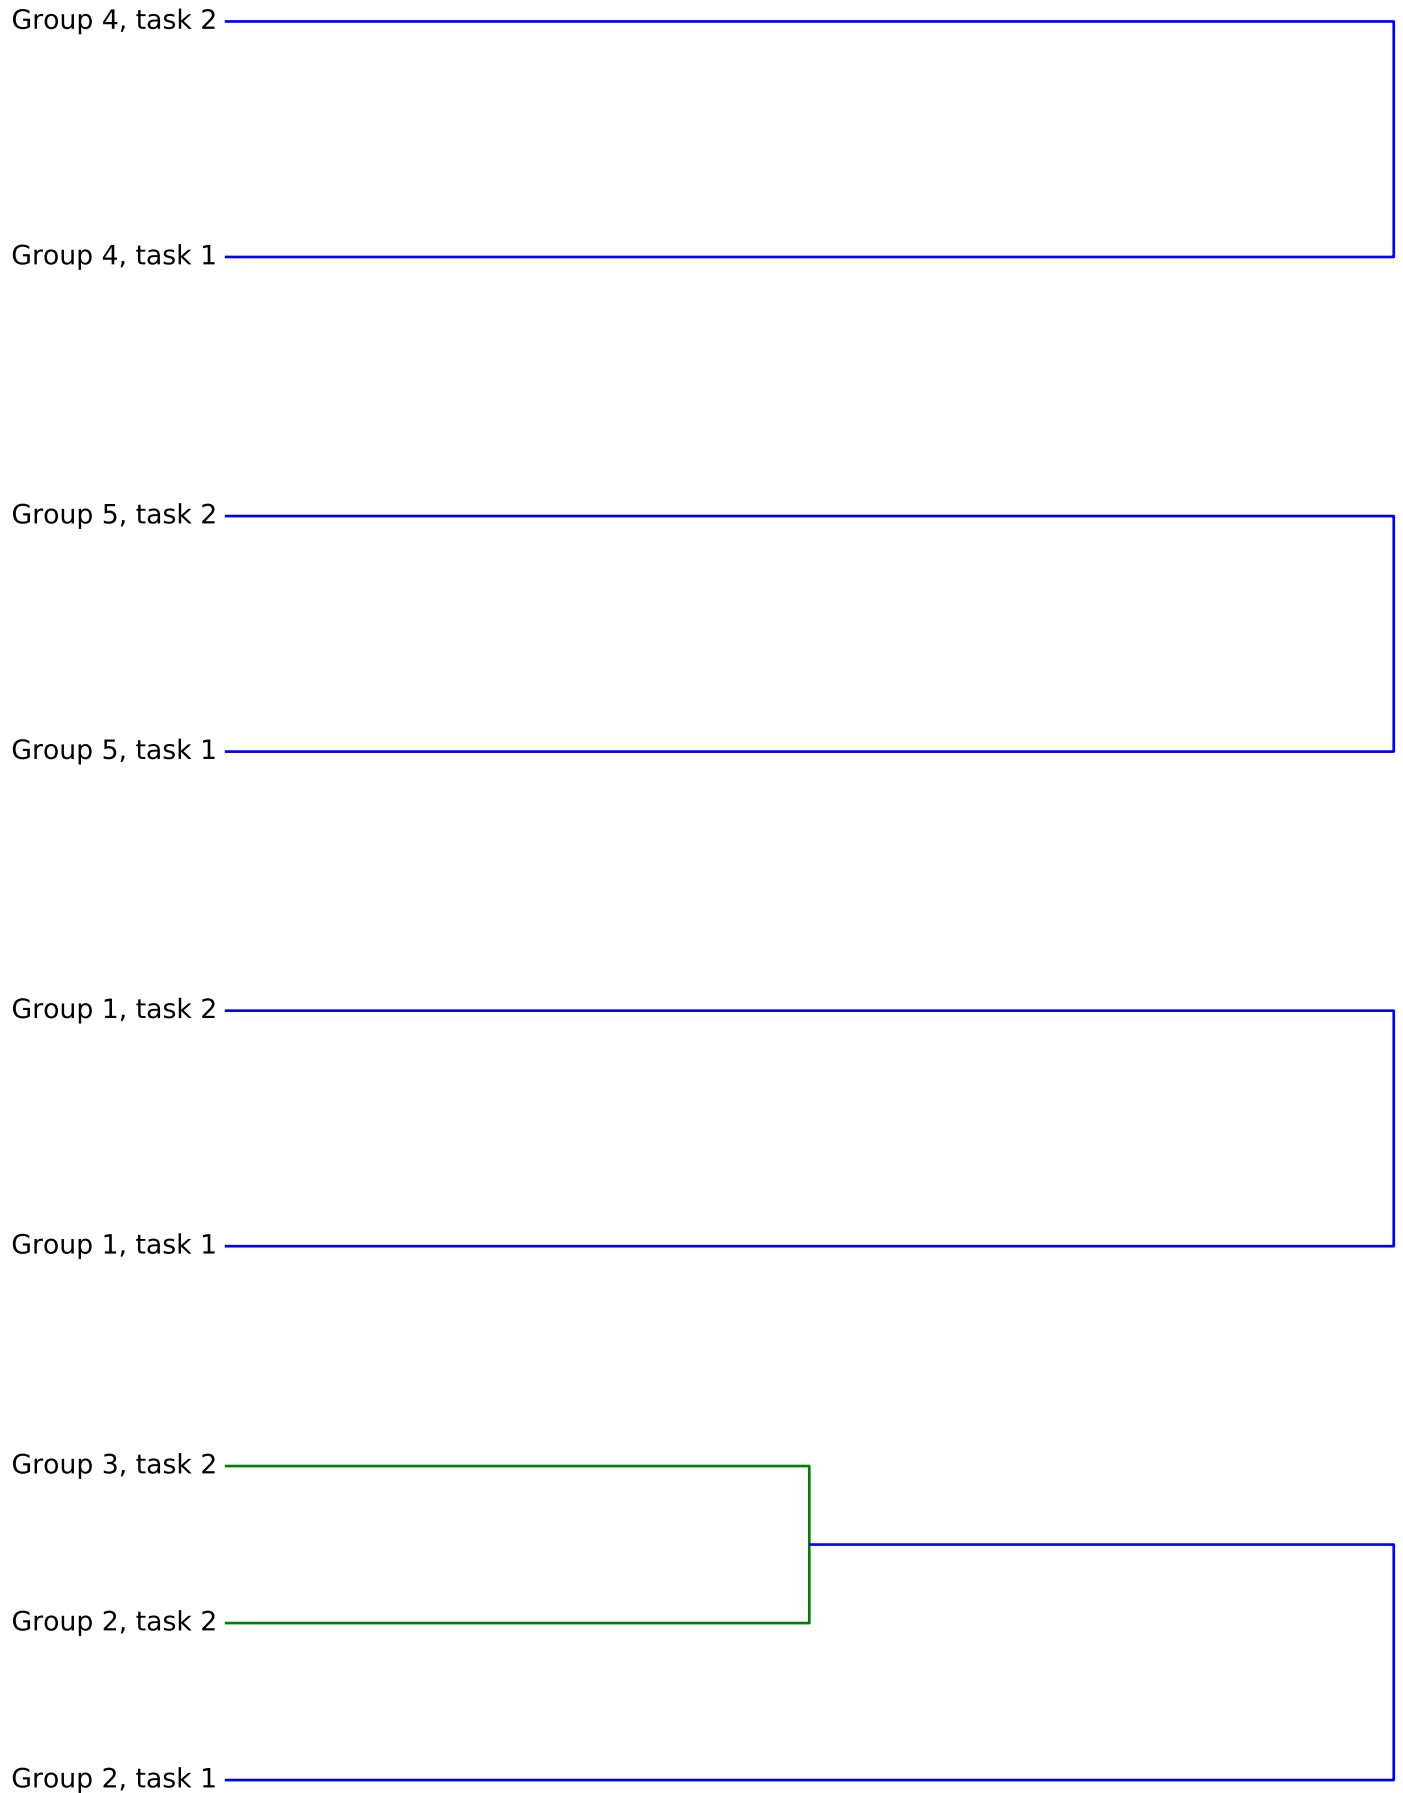 Group 4, task 2
Group 4, task 1
Group 5, task 2
Group 5, task 1
Group 1, task 2
Group 1, task 1
Group 3, task 2
Group 2, task 2
Group 2, task 1